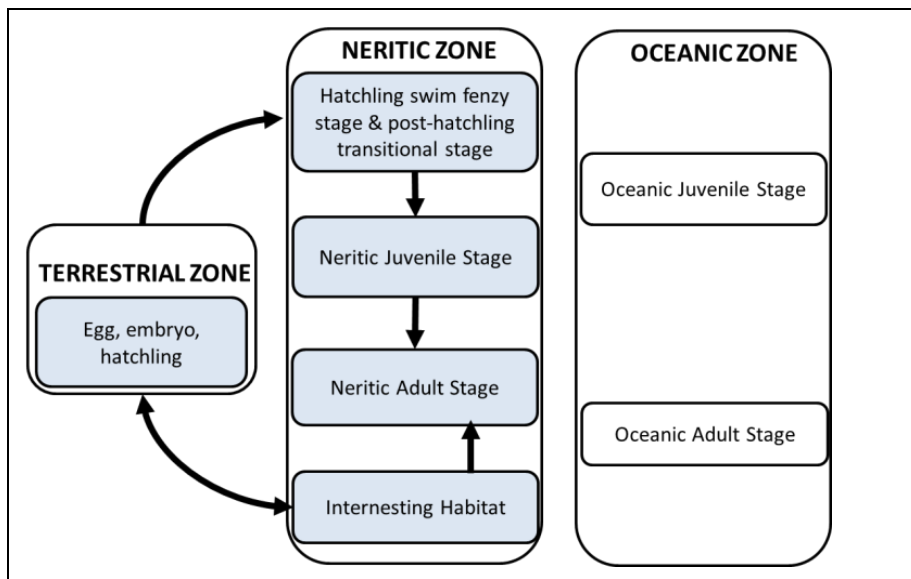 NERITIC ZONE
Hatchling swim fenzy
stage & post-hatchling
transitional stage
Neritic Juvenile Stage
Neritic Adult Stage
Internesting Habitat
OCEANIC ZONE
Oceanic Juvenile Stage
Oceanic Adult Stage
TERRESTRIAL ZONE
Egg, embryo,
hatchling